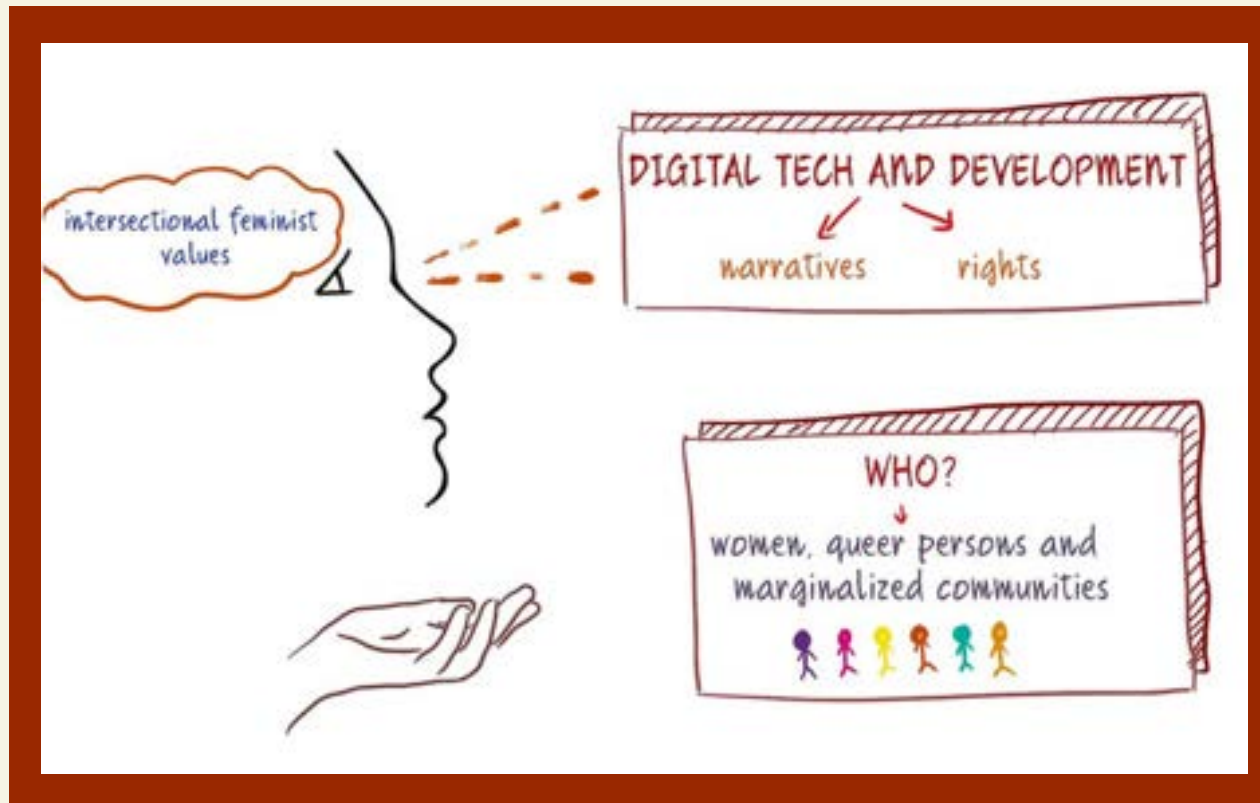 intersectional feminist
values
DIGITAL TECH AND DEVELOPMENT
narratives rights
WHO?
women, queer persons and
marginalized communities